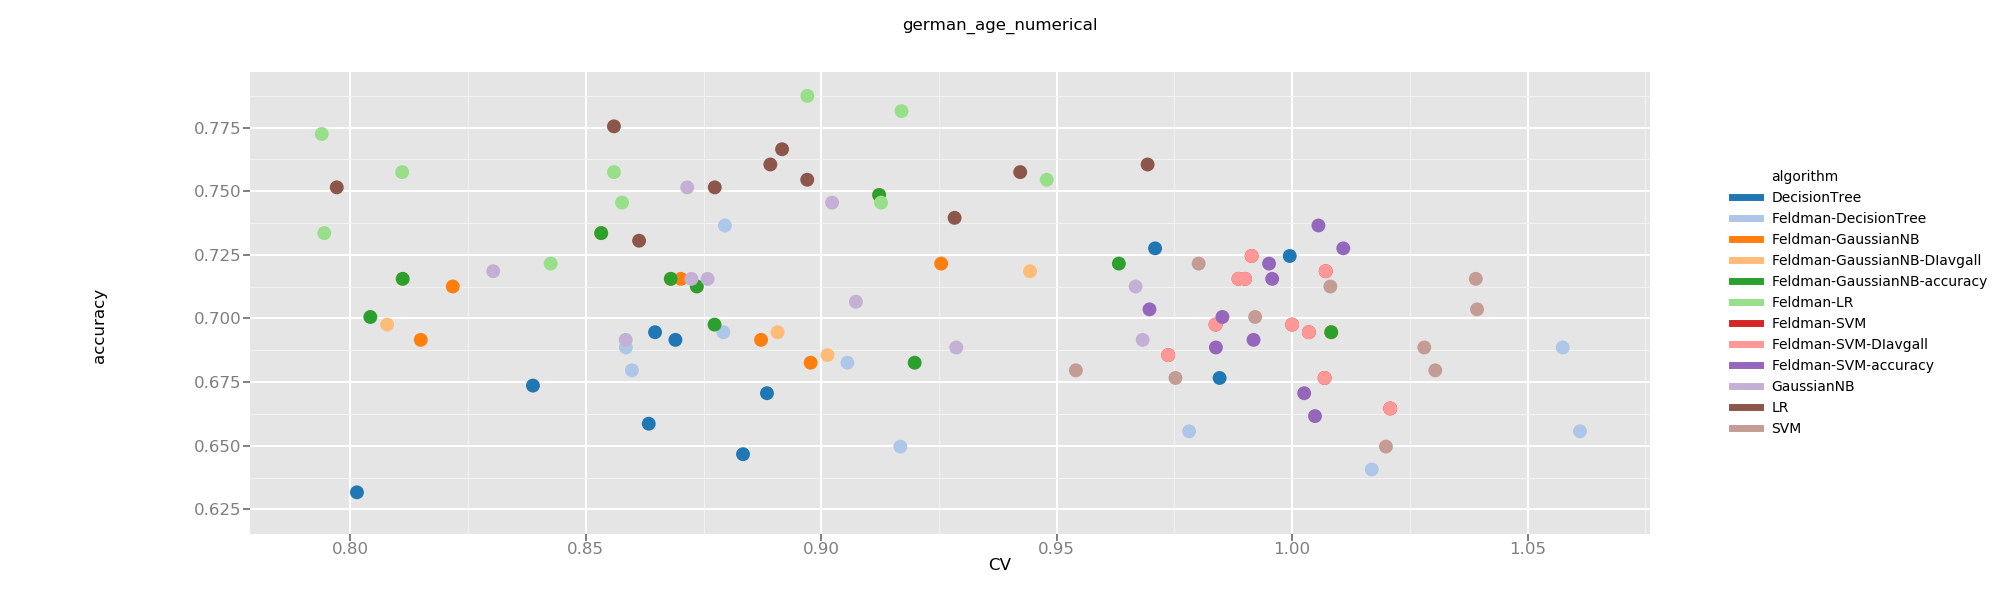 german_age_numerical
accuracy
0.775
0.750
0.725
0.700
0.675
0.650
0.625
0.80 0.85 0.90 0.95 1.00 1.05
CV
algorithm
DecisionTree
Feldman-DecisionTree
Feldman-GaussianNB
Feldman-GaussianNB-DIavgall
Feldman-GaussianNB-accuracy
Feldman-LR
Feldman-SVM
Feldman-SVM-DIavgall
Feldman-SVM-accuracy
GaussianNB
LR
SVM